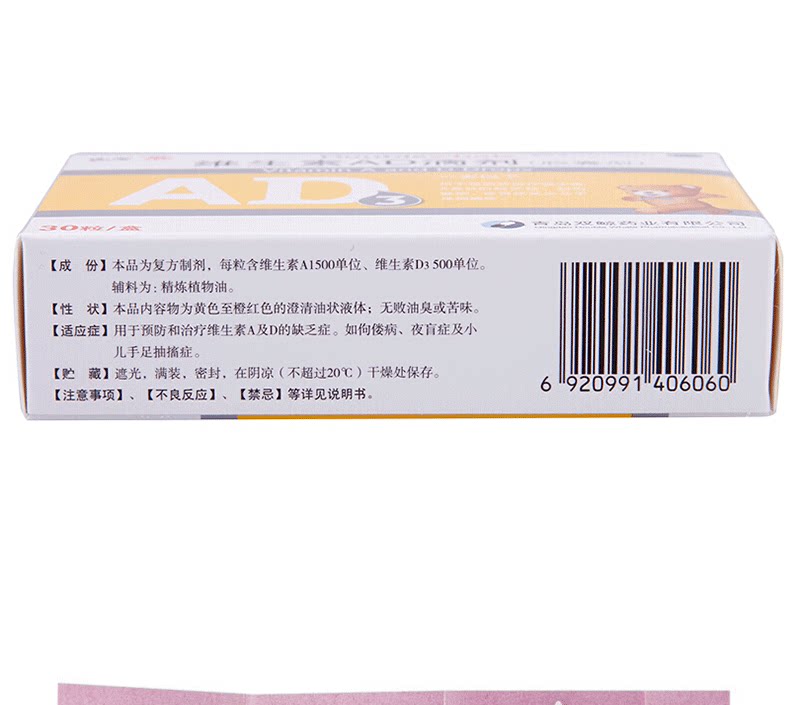 维生素AD滴剂（胶囊型）
Vitamin A and D Drops
AD
3
30粒/盒
青岛双鲸药业有限公司
【成 份】本品为复方制剂，每粒含维生素A1500单位、维生素D3 500单位。
辅料为：精炼植物油。
【性 状】本品内容物为黄色至橙红色的澄清油状液体；无败油臭或苦味。
【适应症】用于预防和治疗维生素A及D的缺乏症。如佝偻病、夜盲症及小
儿手足抽搐症。
【贮 藏】遮光，满装，密封，在阴凉（不超过20℃）干燥处保存。
【注意事项】、【不良反应】、【禁忌】等详见说明书。
6 920991 406060